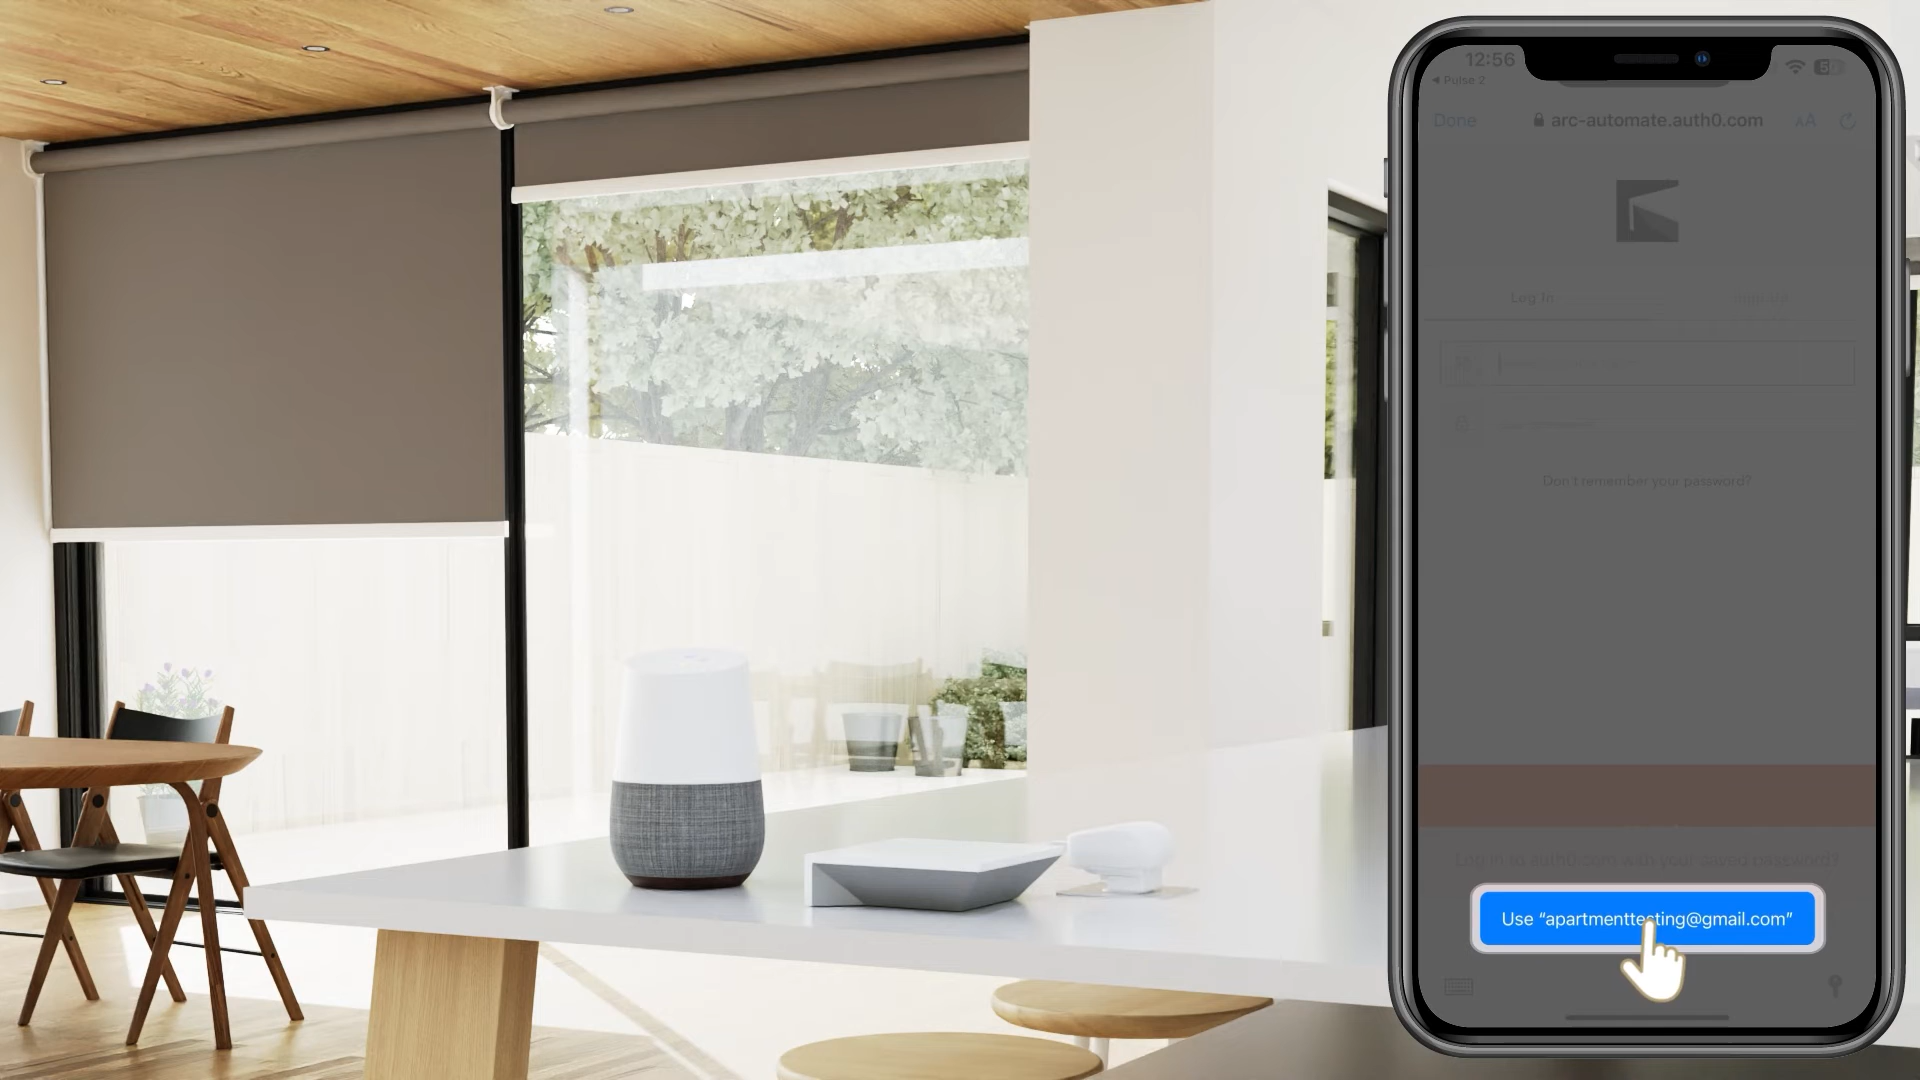 12:56
Pulse 2
Done
arc-automate.auth0.com
AA
Log In
Don't remember your password?
Log in to auth0.com with your saved password?
Use “apartmenttesting@gmail.com”